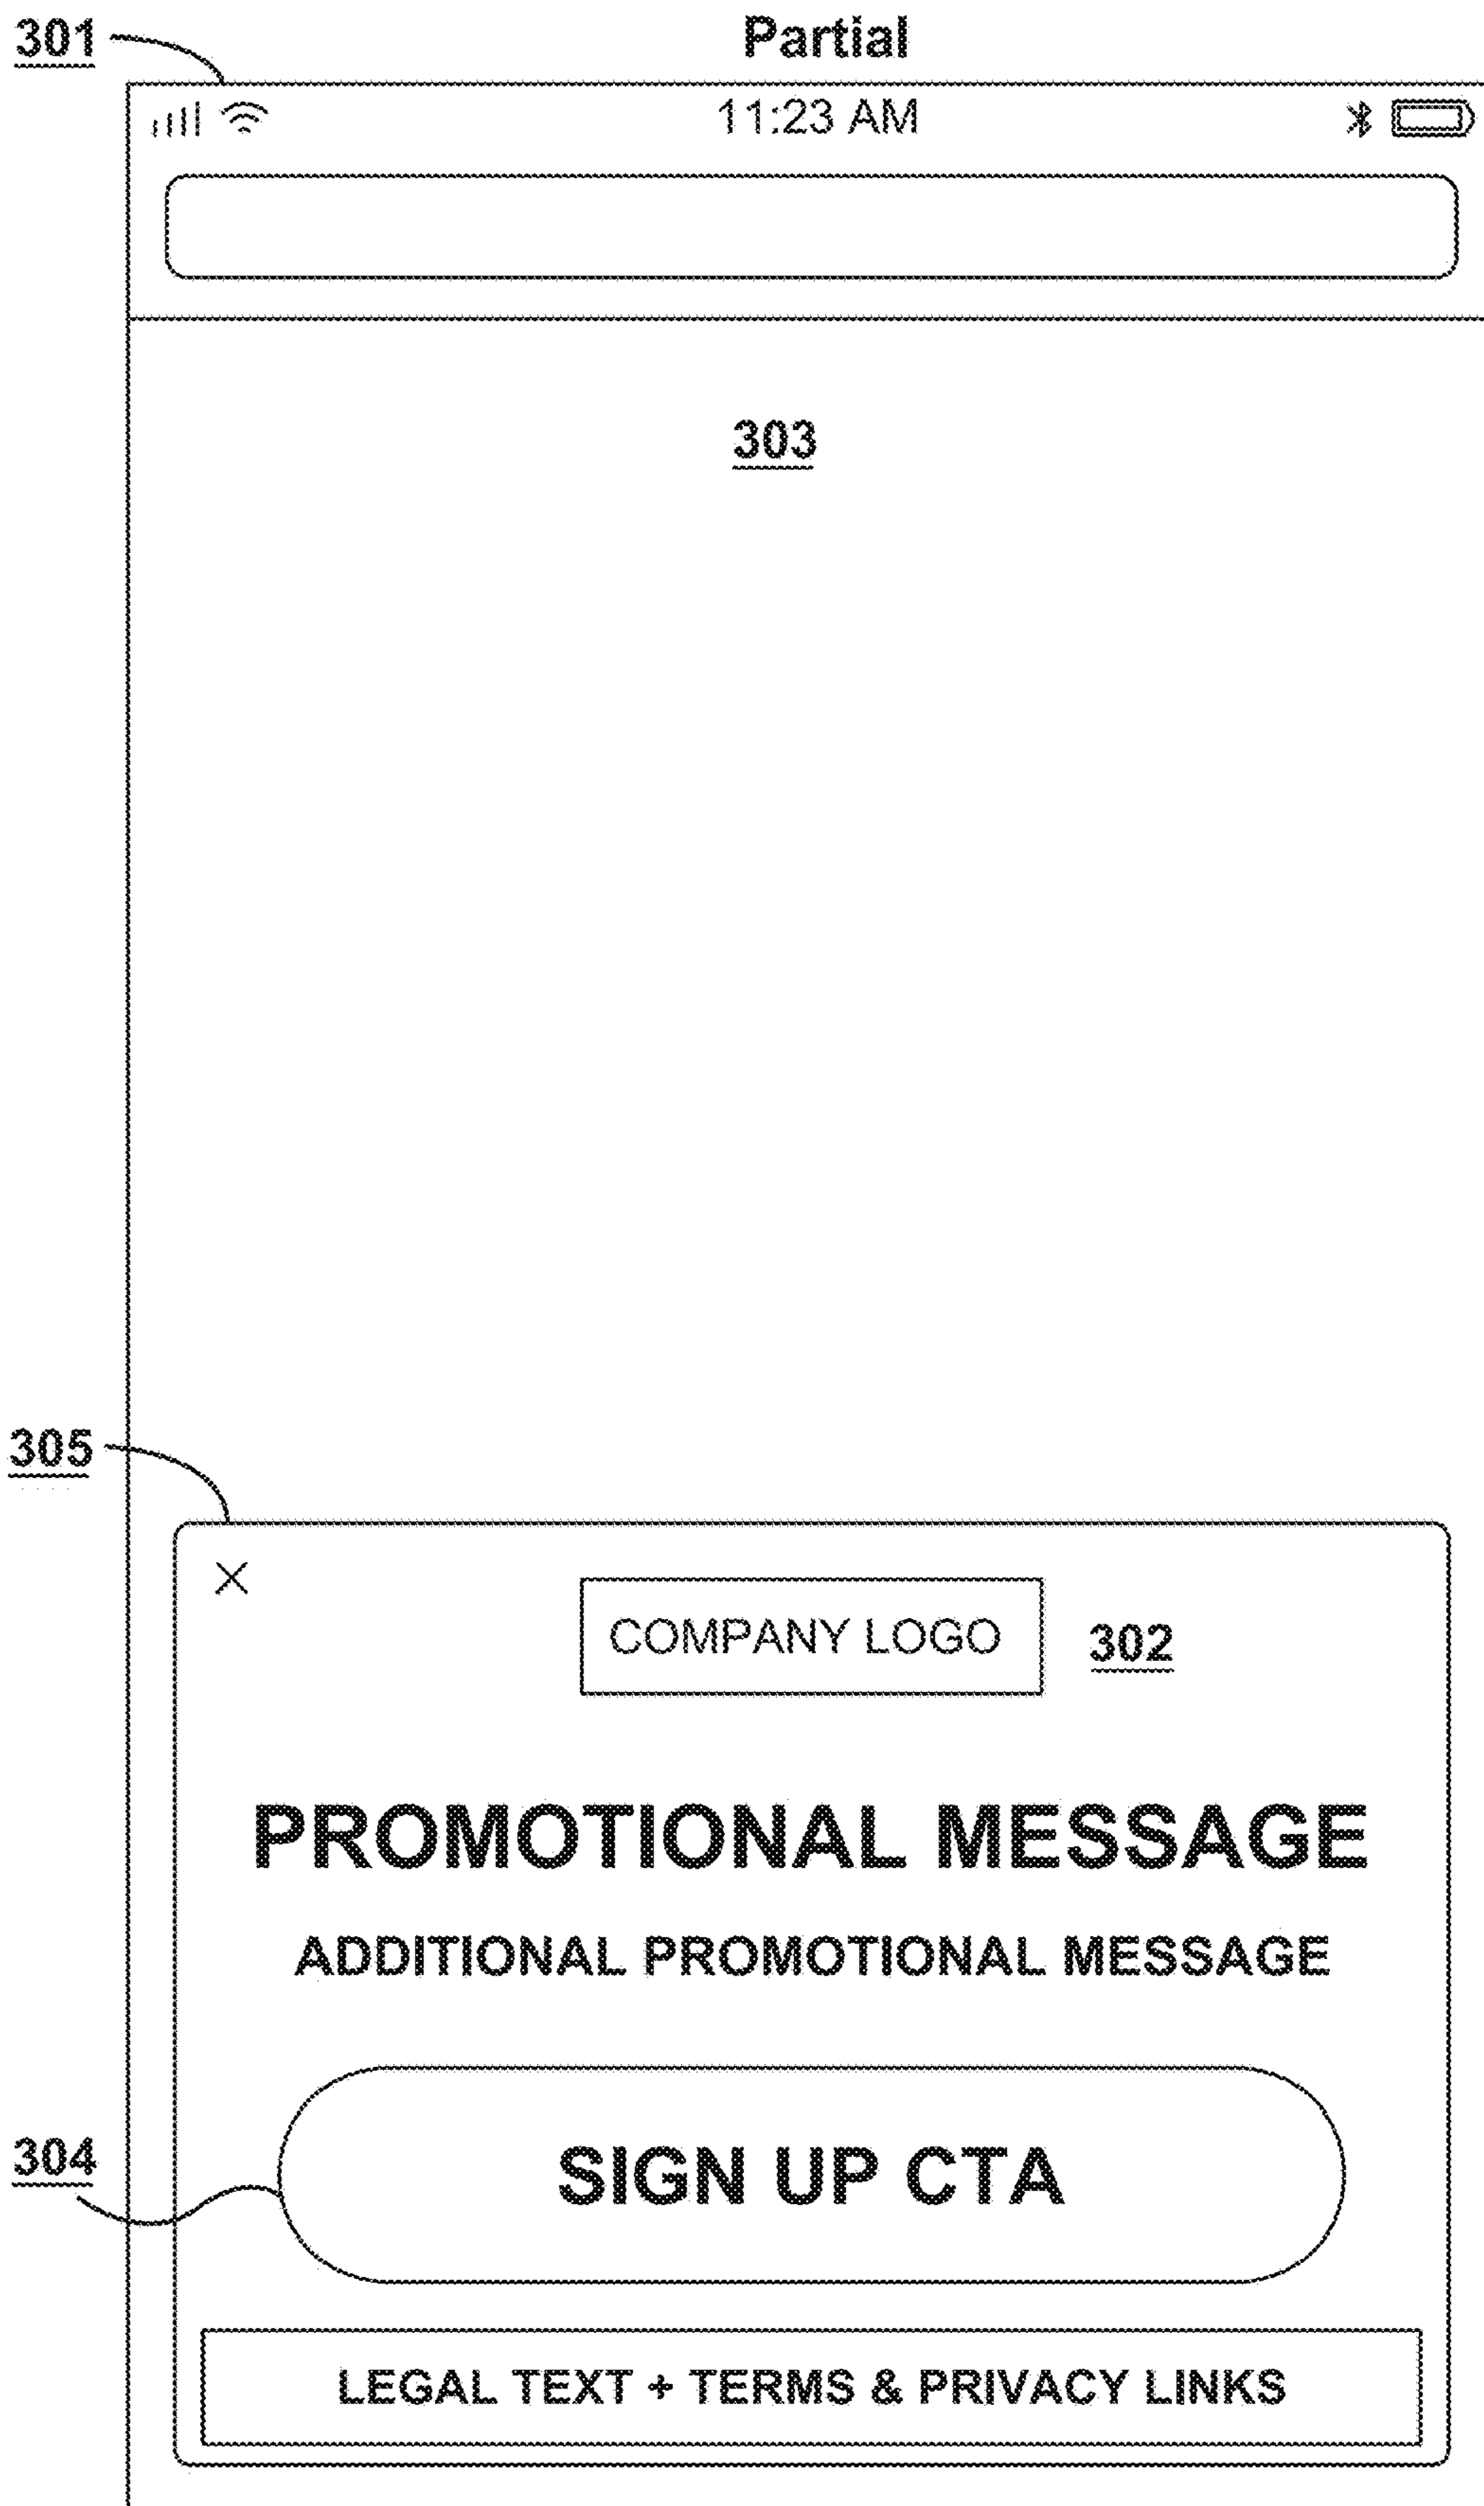 Partial
301
11:23 AM
303
305
COMPANY LOGO
302
PROMOTIONAL MESSAGE
ADDITIONAL PROMOTIONAL MESSAGE
304
SIGN UP CTA
LEGAL TEXT + TERMS & PRIVACY LINKS